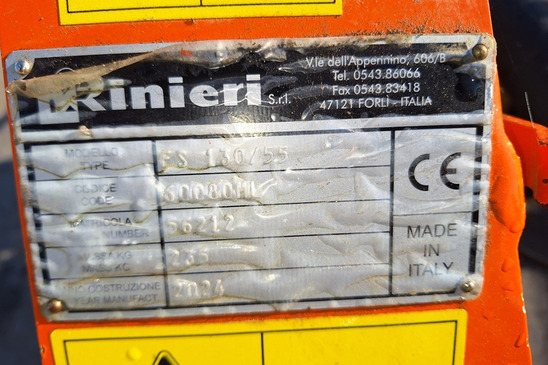 Rinieri S.r.l.
V.le dell'Appennino, 606/B
Tel. 0543.86066
Fax 0543.83418
47121 FORLÌ - ITALIA
MODELLO
TYPE
FS 130/55
CODICE
CODE
MATRICOLA
NUMBER
56212
MASSA KG
MASS KG
235
ANNO COSTRUZIONE
YEAR MANUFACT.
2024
CE
MADE
IN
ITALY